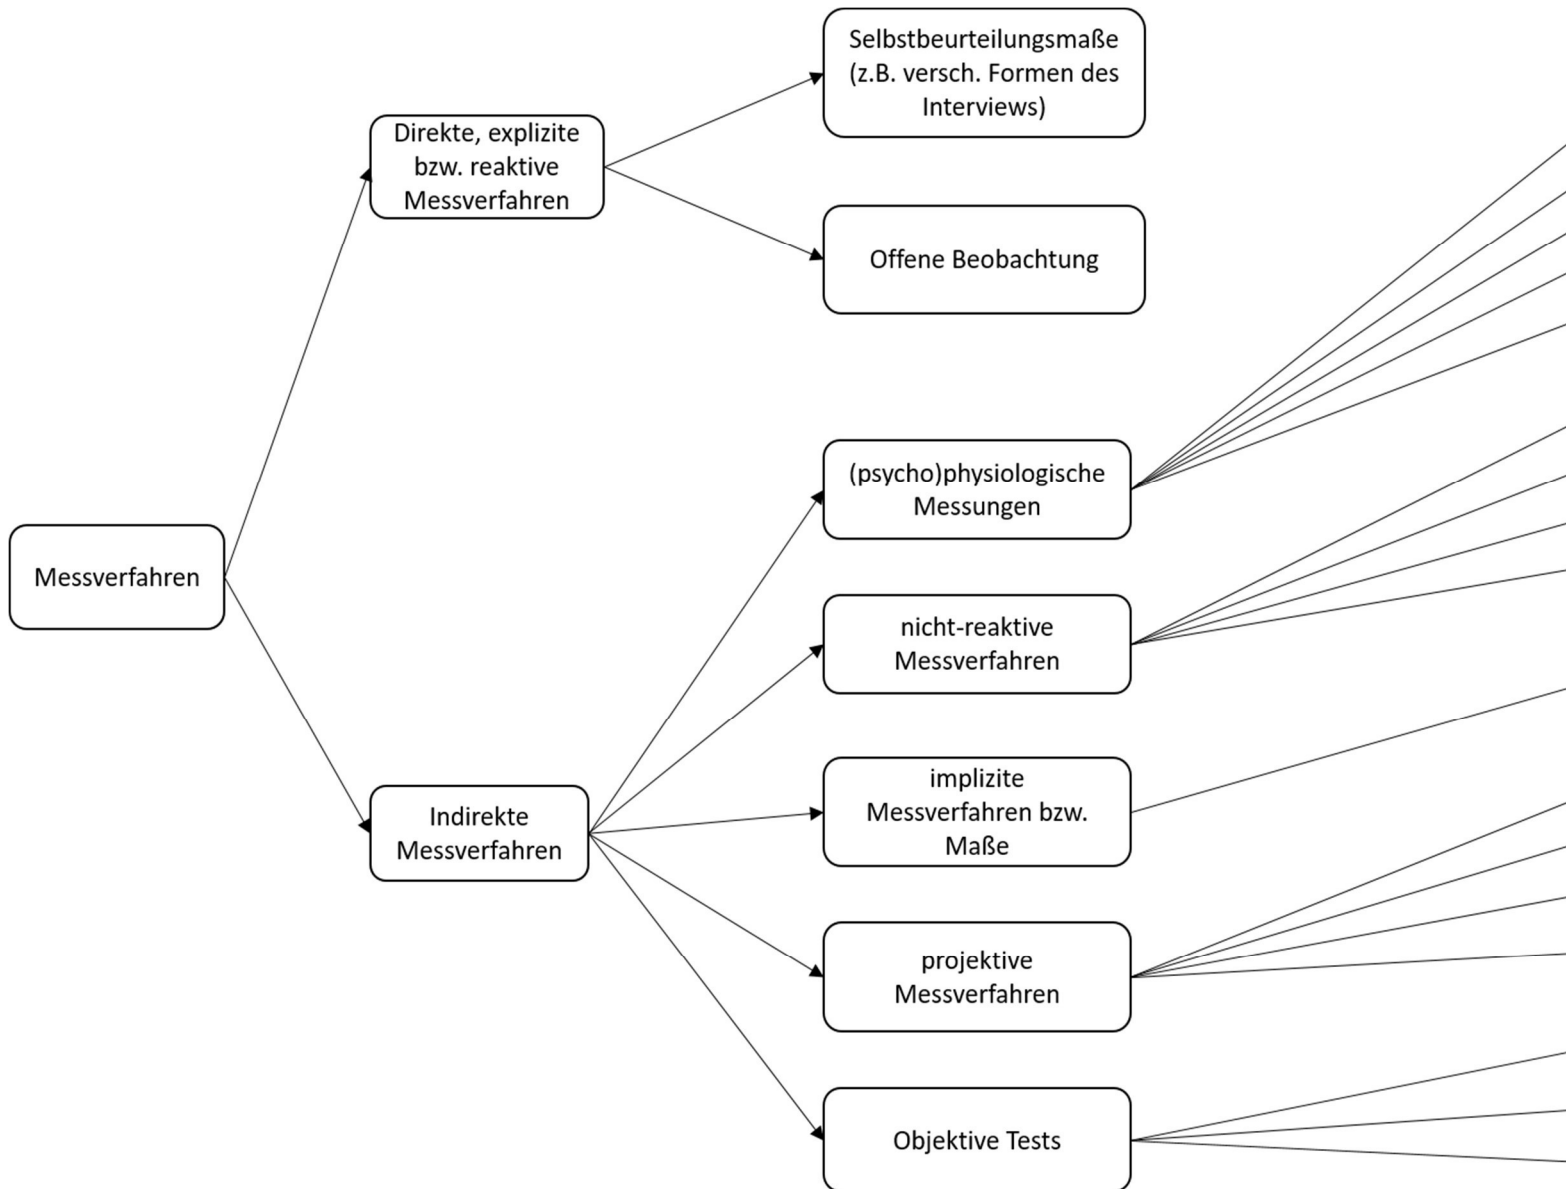 Selbstbeurteilungsmaße
(z.B. versch. Formen des
Interviews)
Direkte, explizite
bzw. reaktive
Messverfahren
Offene Beobachtung
(psycho)physiologische
Messungen
Messverfahren
nicht-reaktive
Messverfahren
implizite
Messverfahren bzw.
Maße
Indirekte
Messverfahren
projektive
Messverfahren
Objektive Tests